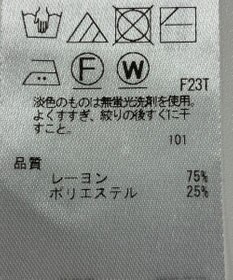 F W F23T
淡色のものは無蛍光洗剤を使用。
よくすすぎ、絞りの後すぐに干
すこと。
101
品質
レーヨン 75%
ポリエステル 25%